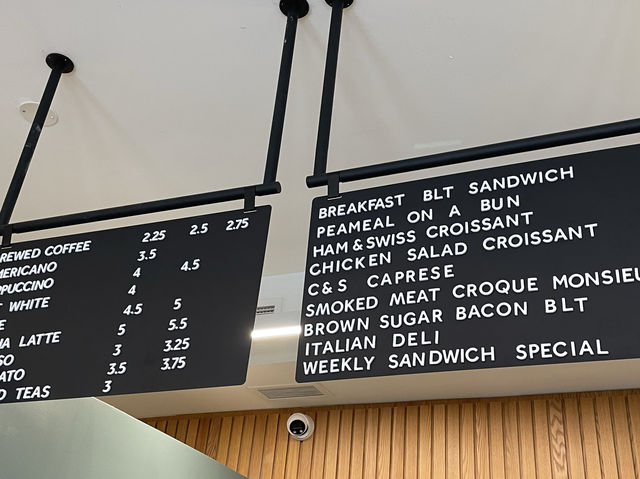 REWED COFFEE 2.25 2.5 2.75
MERICANO 3.5
PPUCCINO 4 4.5
T WHITE 4
E 4.5 5
A LATTE 5 5.5
SO 3 3.25
ATO 3.5 3.75
D TEAS 3
BREAKFAST BLT SANDWICH
PEAMEAL ON A BUN
HAM & SWISS CROISSANT
CHICKEN SALAD CROISSANT
C & S CAPRESE
SMOKED MEAT CROQUE MONSIEU
BROWN SUGAR BACON BLT
ITALIAN DELI
WEEKLY SANDWICH SPECIAL